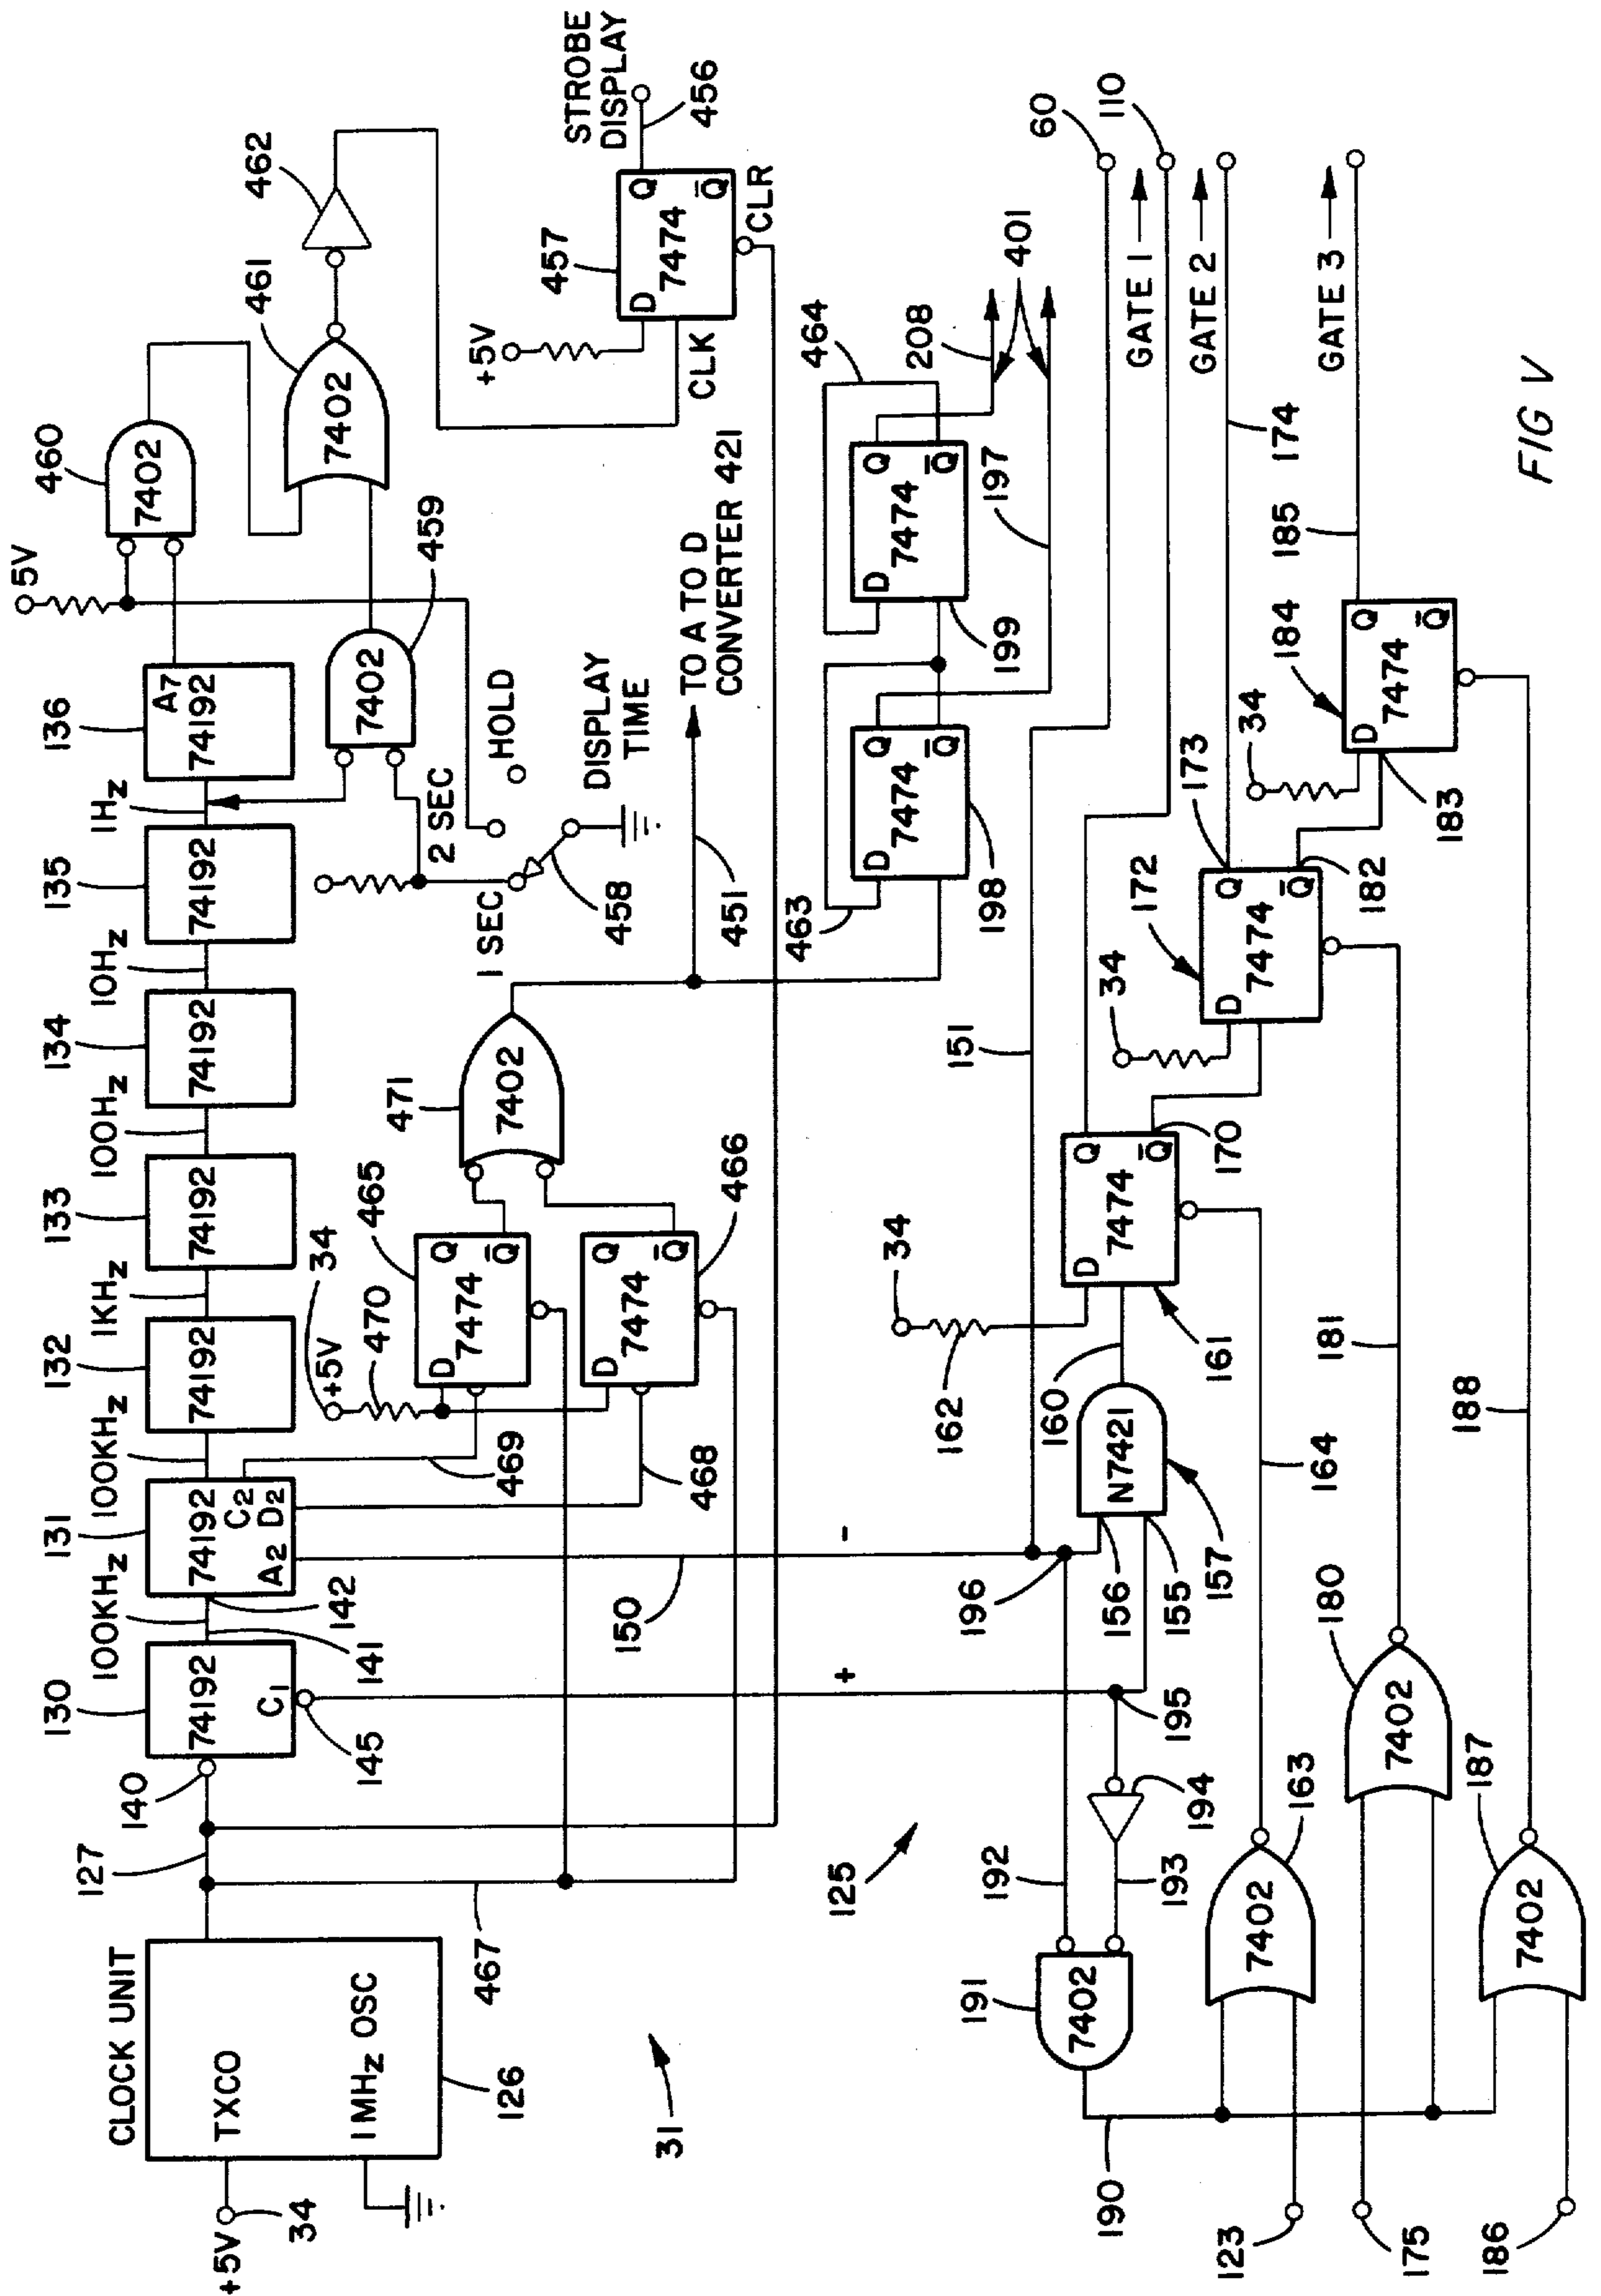 CLOCK UNIT
TXCO
1 MHz OSC
+5V
34
126
127
467
31
140
130
74192
C1
145
141
142
100KHz
131
74192
A2
C2
D2
100KHz
132
74192
1KHz
133
74192
100Hz
134
74192
10Hz
135
74192
1Hz
136
A7
74192
+5V
460
7402
459
7402
461
7402
462
1 SEC
2 SEC
HOLD
458
DISPLAY
TIME
+5V
457
D
7474
Q
Q̅
CLK
CLR
STROBE
DISPLAY
456
34
+5V
470
469
468
465
D
7474
Q
Q̅
466
D
7474
Q
Q̅
471
7402
451
TO A TO D
CONVERTER 421
463
D
7474
Q
Q̅
198
464
D
7474
Q
Q̅
199
197
208
401
150
-
+
151
60
110
125
196
195
156
155
157
N7421
160
162
34
161
D
7474
Q
Q̅
170
164
34
172
D
7474
Q
Q̅
173
182
174
181
34
184
D
7474
Q
Q̅
183
185
188
GATE 1
GATE 2
GATE 3
191
7402
192
193
194
190
163
7402
180
7402
187
7402
123
175
186
FIG V